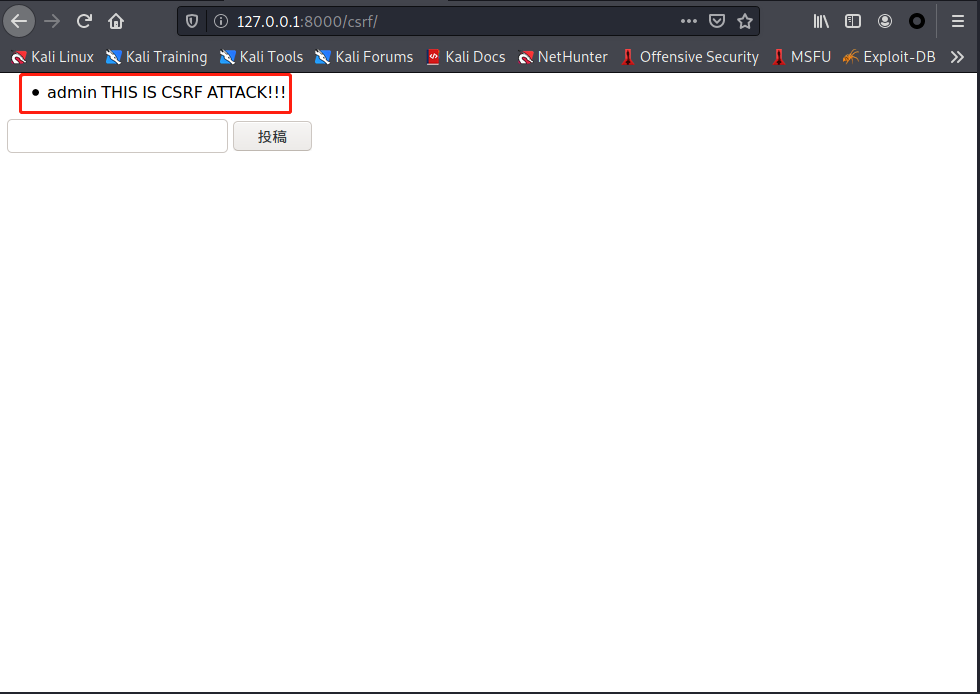 127.0.0.1:8000/csrf/
Kali Linux Kali Training Kali Tools Kali Forums Kali Docs NetHunter Offensive Security MSFU Exploit-DB
• admin THIS IS CSRF ATTACK!!!
投稿